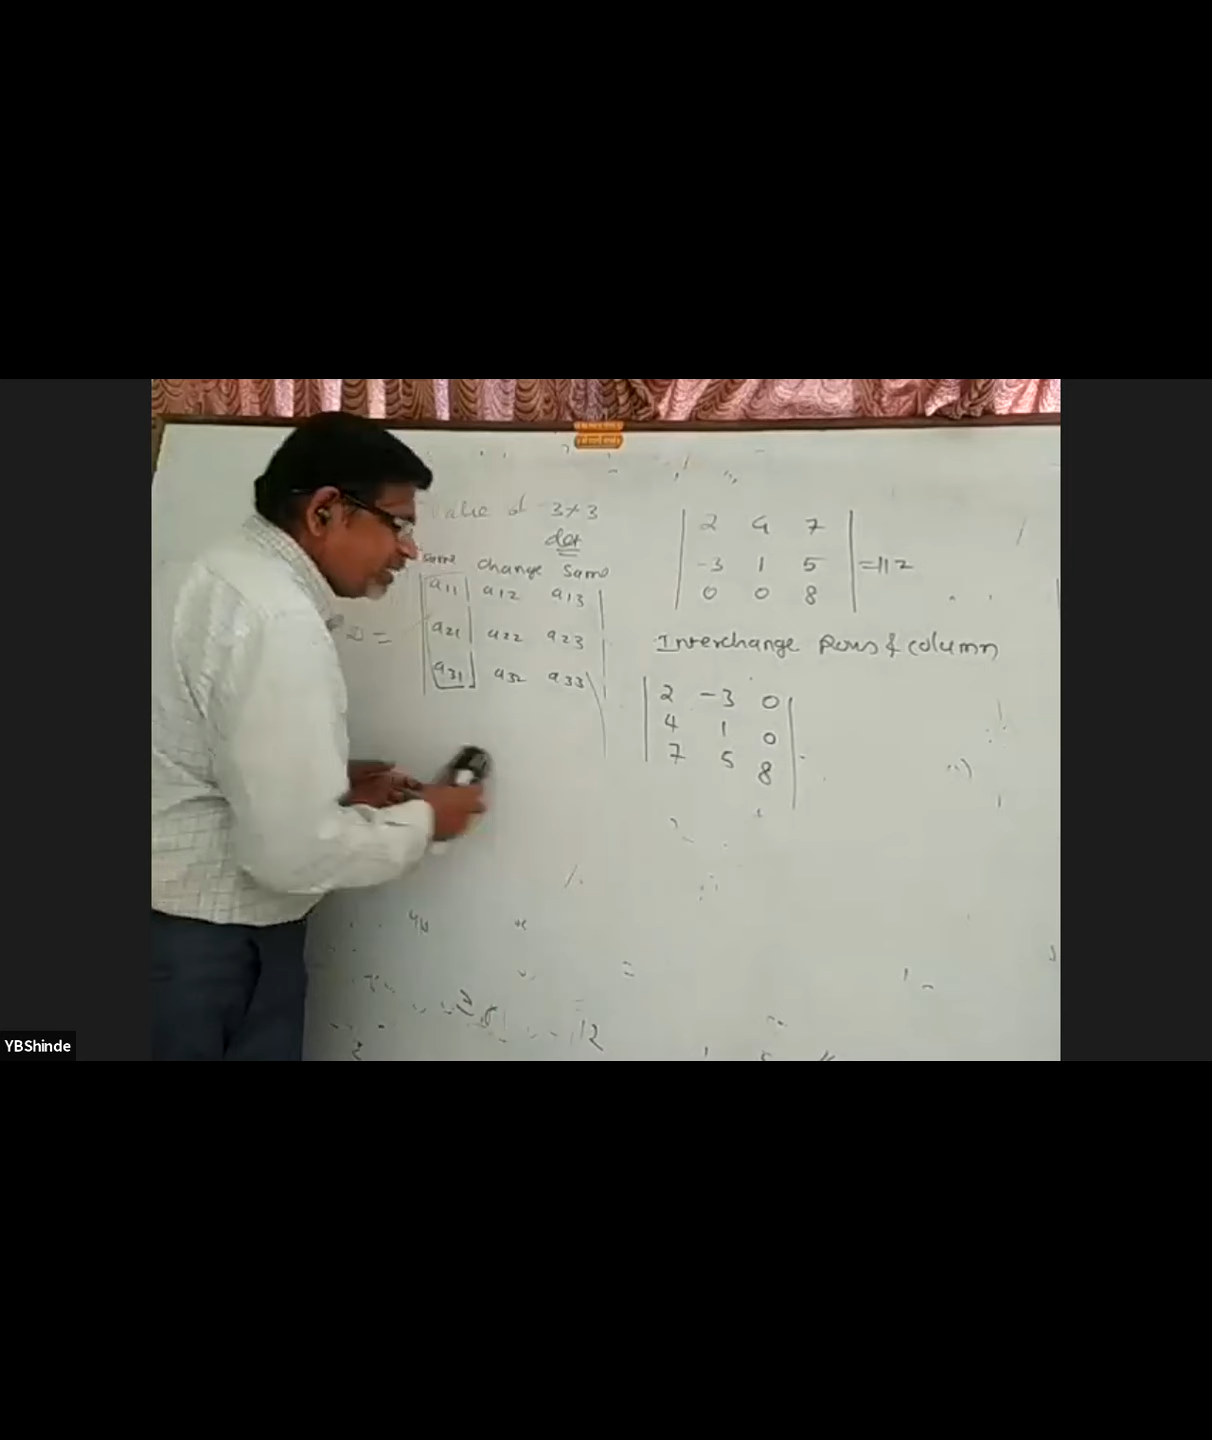 Value of 3x3
det
same change same
a11 a12 a13
D =
a21 a22 a23
a31 a32 a33
2 4 7
-3 1 5 =112
0 0 8
Interchange Rows & column
2 -3 0
4 1 0
7 5 8
12
YBShinde